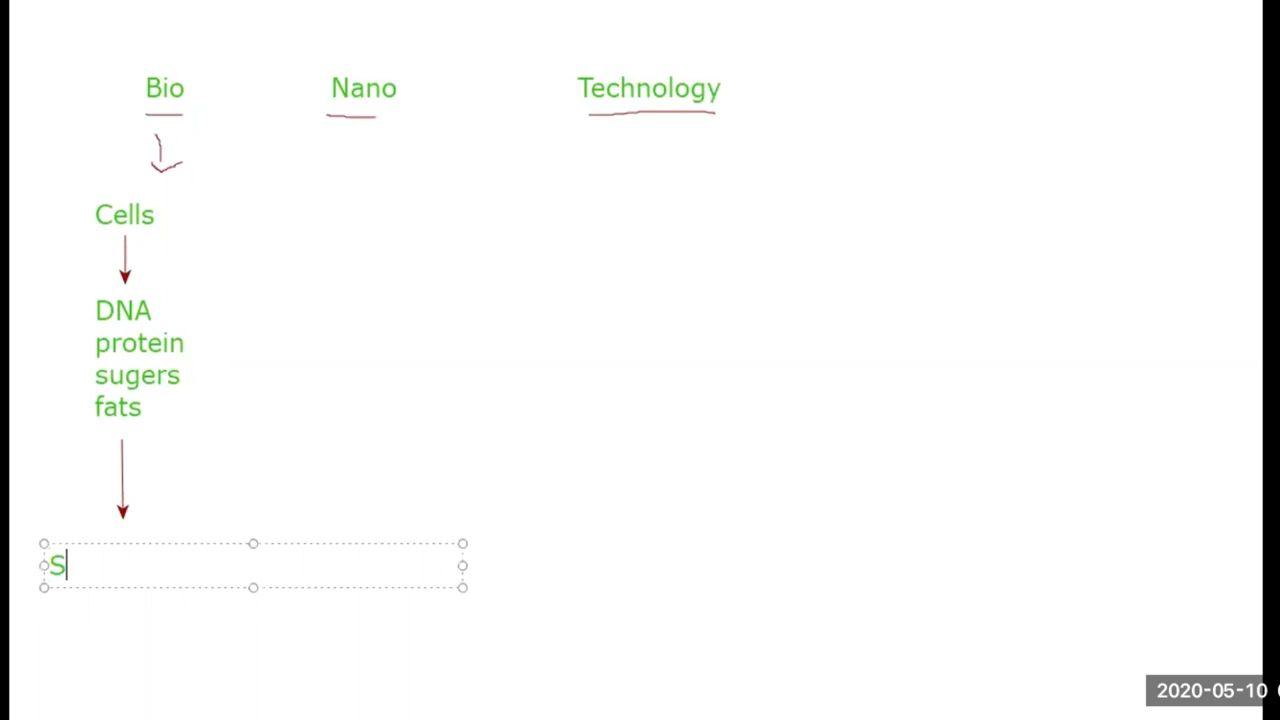 Bio Nano Technology
Cells
DNA
protein
sugers
fats
S
2020-05-10